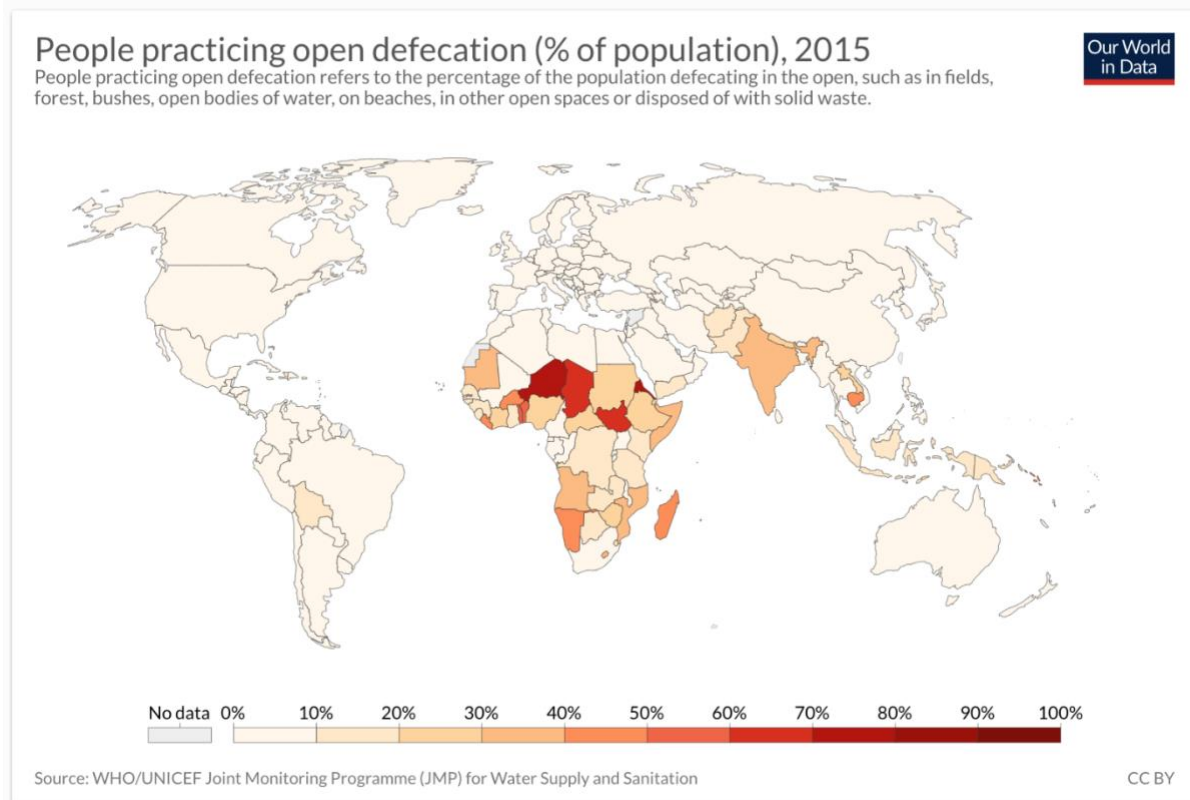 People practicing open defecation (% of population), 2015
Our World
in Data
People practicing open defecation refers to the percentage of the population defecating in the open, such as in fields,
forest, bushes, open bodies of water, on beaches, in other open spaces or disposed of with solid waste.
No data 0% 10% 20% 30% 40% 50% 60% 70% 80% 90% 100%
Source: WHO/UNICEF Joint Monitoring Programme (JMP) for Water Supply and Sanitation CC BY